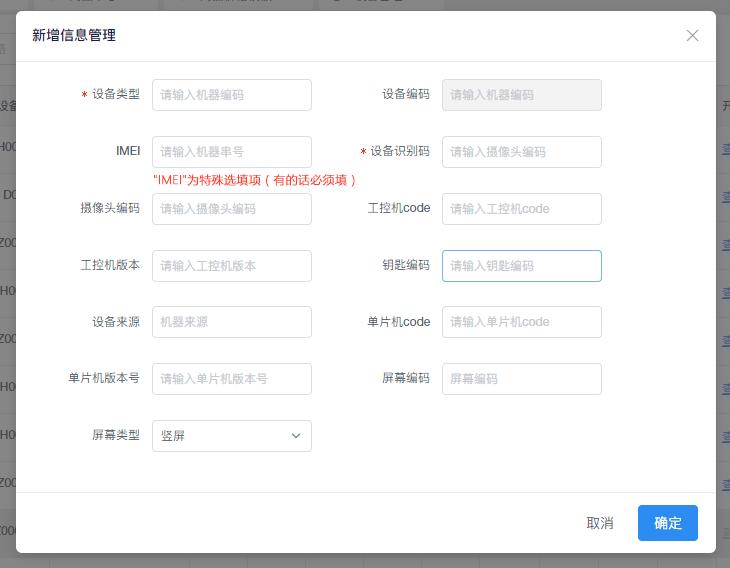 新增信息管理
* 设备类型 请输入机器编码 设备编码 请输入机器编码
IMEI 请输入机器串号 * 设备识别码 请输入摄像头编码
"IMEI"为特殊选填项（有的话必须填）
摄像头编码 请输入摄像头编码 工控机code 请输入工控机code
工控机版本 请输入工控机版本 钥匙编码 请输入钥匙编码
设备来源 机器来源 单片机code 请输入单片机code
单片机版本号 请输入单片机版本号 屏幕编码 屏幕编码
屏幕类型 竖屏
取消 确定